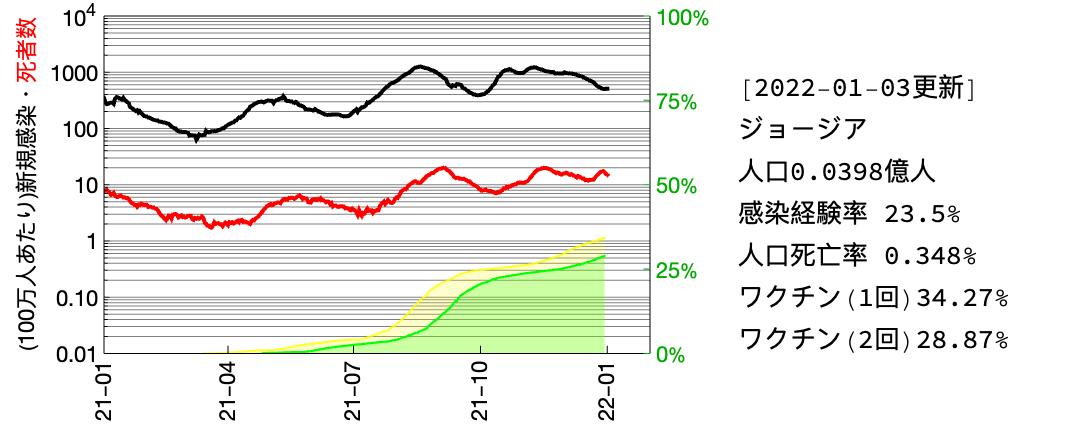 (100万人あたり)新規感染・死者数
10^4
1000
100
10
1
0.10
0.01
100%
75%
50%
25%
0%
21-01
21-04
21-07
21-10
22-01
[2022-01-03更新]
ジョージア
人口0.0398億人
感染経験率 23.5%
人口死亡率 0.348%
ワクチン(1回)34.27%
ワクチン(2回)28.87%